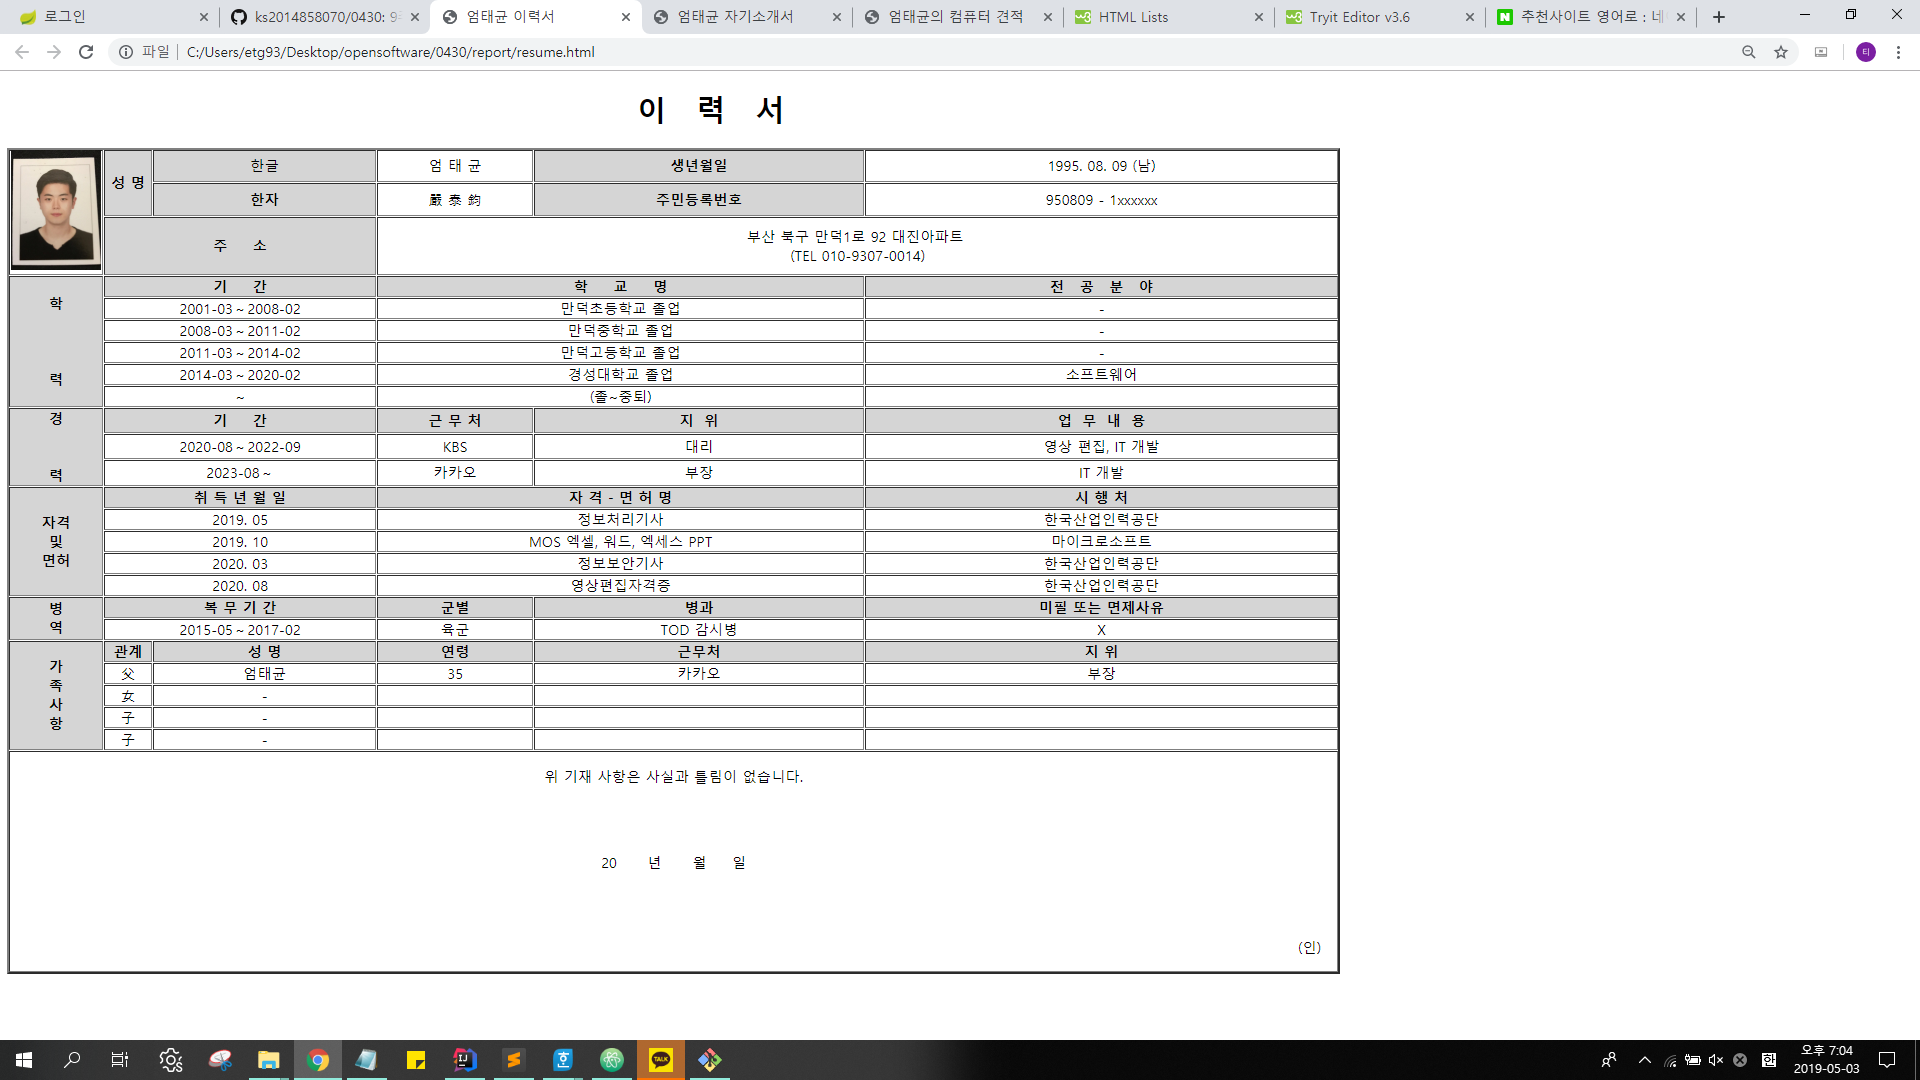 로그인
ks2014858070/0430: 9
엄태균 이력서
엄태균 자기소개서
엄태균의 컴퓨터 견적
HTML Lists
Tryit Editor v3.6
추천사이트 영어로 : 네
파일 C:/Users/etg93/Desktop/opensoftware/0430/report/resume.html
이 력 서
성 명 한글 엄 태 균 생년월일 1995. 08. 09 (남)
한자 嚴 泰 鈞 주민등록번호 950809 - 1xxxxxx
주 소 부산 북구 만덕1로 92 대진아파트
(TEL 010-9307-0014)
학 력
기 간 학 교 명 전 공 분 야
2001-03 ~ 2008-02 만덕초등학교 졸업 -
2008-03 ~ 2011-02 만덕중학교 졸업 -
2011-03 ~ 2014-02 만덕고등학교 졸업 -
2014-03 ~ 2020-02 경성대학교 졸업 소프트웨어
~ (졸~중퇴)
경 력
기 간 근 무 처 지 위 업 무 내 용
2020-08 ~ 2022-09 KBS 대리 영상 편집, IT 개발
2023-08 ~ 카카오 부장 IT 개발
자격
및
면허
취 득 년 월 일 자 격 - 면 허 명 시 행 처
2019. 05 정보처리기사 한국산업인력공단
2019. 10 MOS 엑셀, 워드, 엑세스 PPT 마이크로소프트
2020. 03 정보보안기사 한국산업인력공단
2020. 08 영상편집자격증 한국산업인력공단
병
역
복 무 기 간 군별 병과 미필 또는 면제사유
2015-05 ~ 2017-02 육군 TOD 감시병 X
가
족
사
항
관계 성 명 연령 근무처 지 위
父 엄태균 35 카카오 부장
女 -
子 -
子 -
위 기재 사항은 사실과 틀림이 없습니다.
20 년 월 일
(인)
오후 7:04
2019-05-03